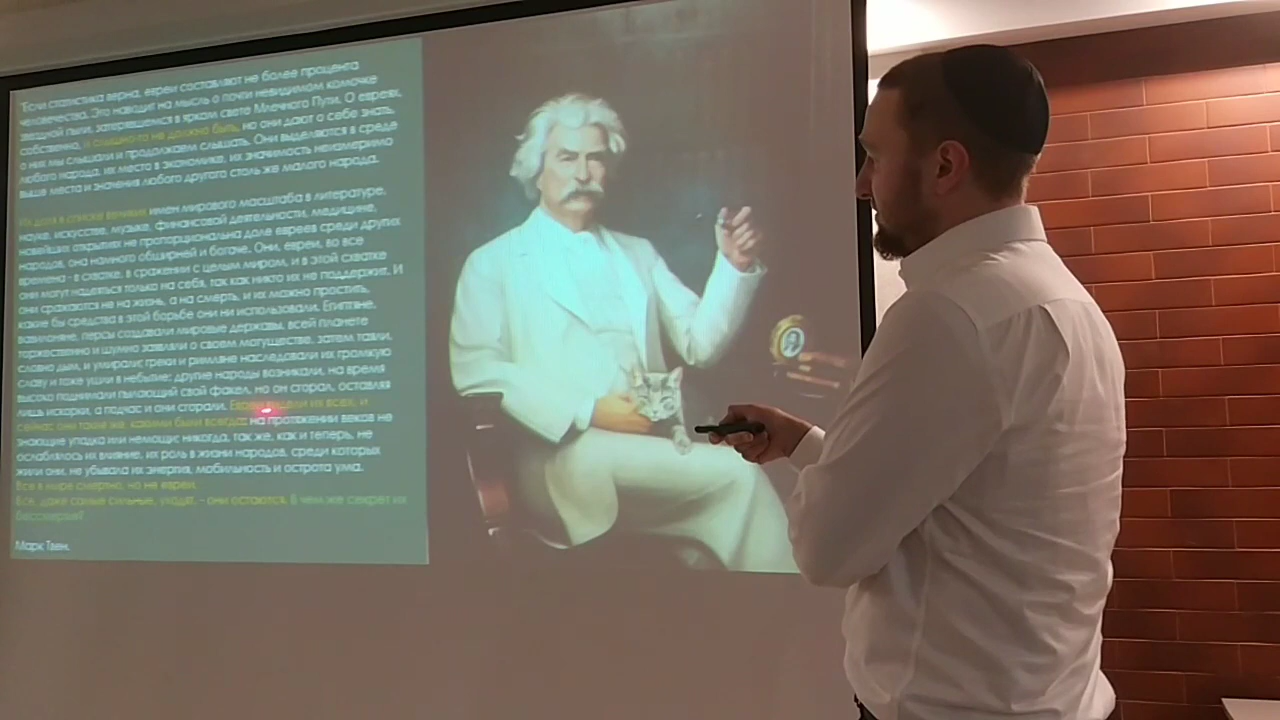 "Если статистика верна, евреи составляют не более процента
человечества. Это наводит на мысль о почти невидимом комочке
звездной пыли, затерявшемся в ярком свете Млечного Пути. О евреях,
собственно, и слышно-то не должно быть, но они дают о себе знать,
о них мы слышали и продолжаем слышать. Они выделяются в среде
любого народа, их место в экономике, их значимость неизмеримо
выше места и значения любого другого столь же малого народа.
Их доля в списке великих имен мирового масштаба в литературе,
науке, искусстве, музыке, финансовой деятельности, медицине,
новейших открытиях не пропорциональна доле евреев среди других
народов, она намного обширней и богаче. Они, евреи, во все
времена - в схватке, в сражении с целым миром, и в этой схватке
они могут надеяться только на себя, так как никто их не поддержит. И
они сражаются не на жизнь, а на смерть, и их можно простить,
какие бы средства в этой борьбе они ни использовали. Египтяне,
вавилоняне, персы создавали мировые державы, всей планете
торжественно и шумно заявляли о своем могуществе, затем таяли,
словно дым, и умирали; греки и римляне наследовали их громкую
славу и тоже ушли в небытие; другие народы возникали, на время
высоко поднимали пылающий свой факел, но он сгорал, оставляя
лишь искорки, а подчас и они сгорали. Евреи видели их всех, и
сейчас они такие же, какими были всегда: на протяжении веков не
знающие упадка или немощи; никогда, так же, как и теперь, не
ослаблялось их влияние, их роль в жизни народов, среди которых
жили они, не убывала их энергия, мобильность и острота ума.
Все в мире смертно, но не евреи.
Все, даже самые сильные, уходят, - они остаются. В чем же секрет их
бессмертия?
Марк Твен.